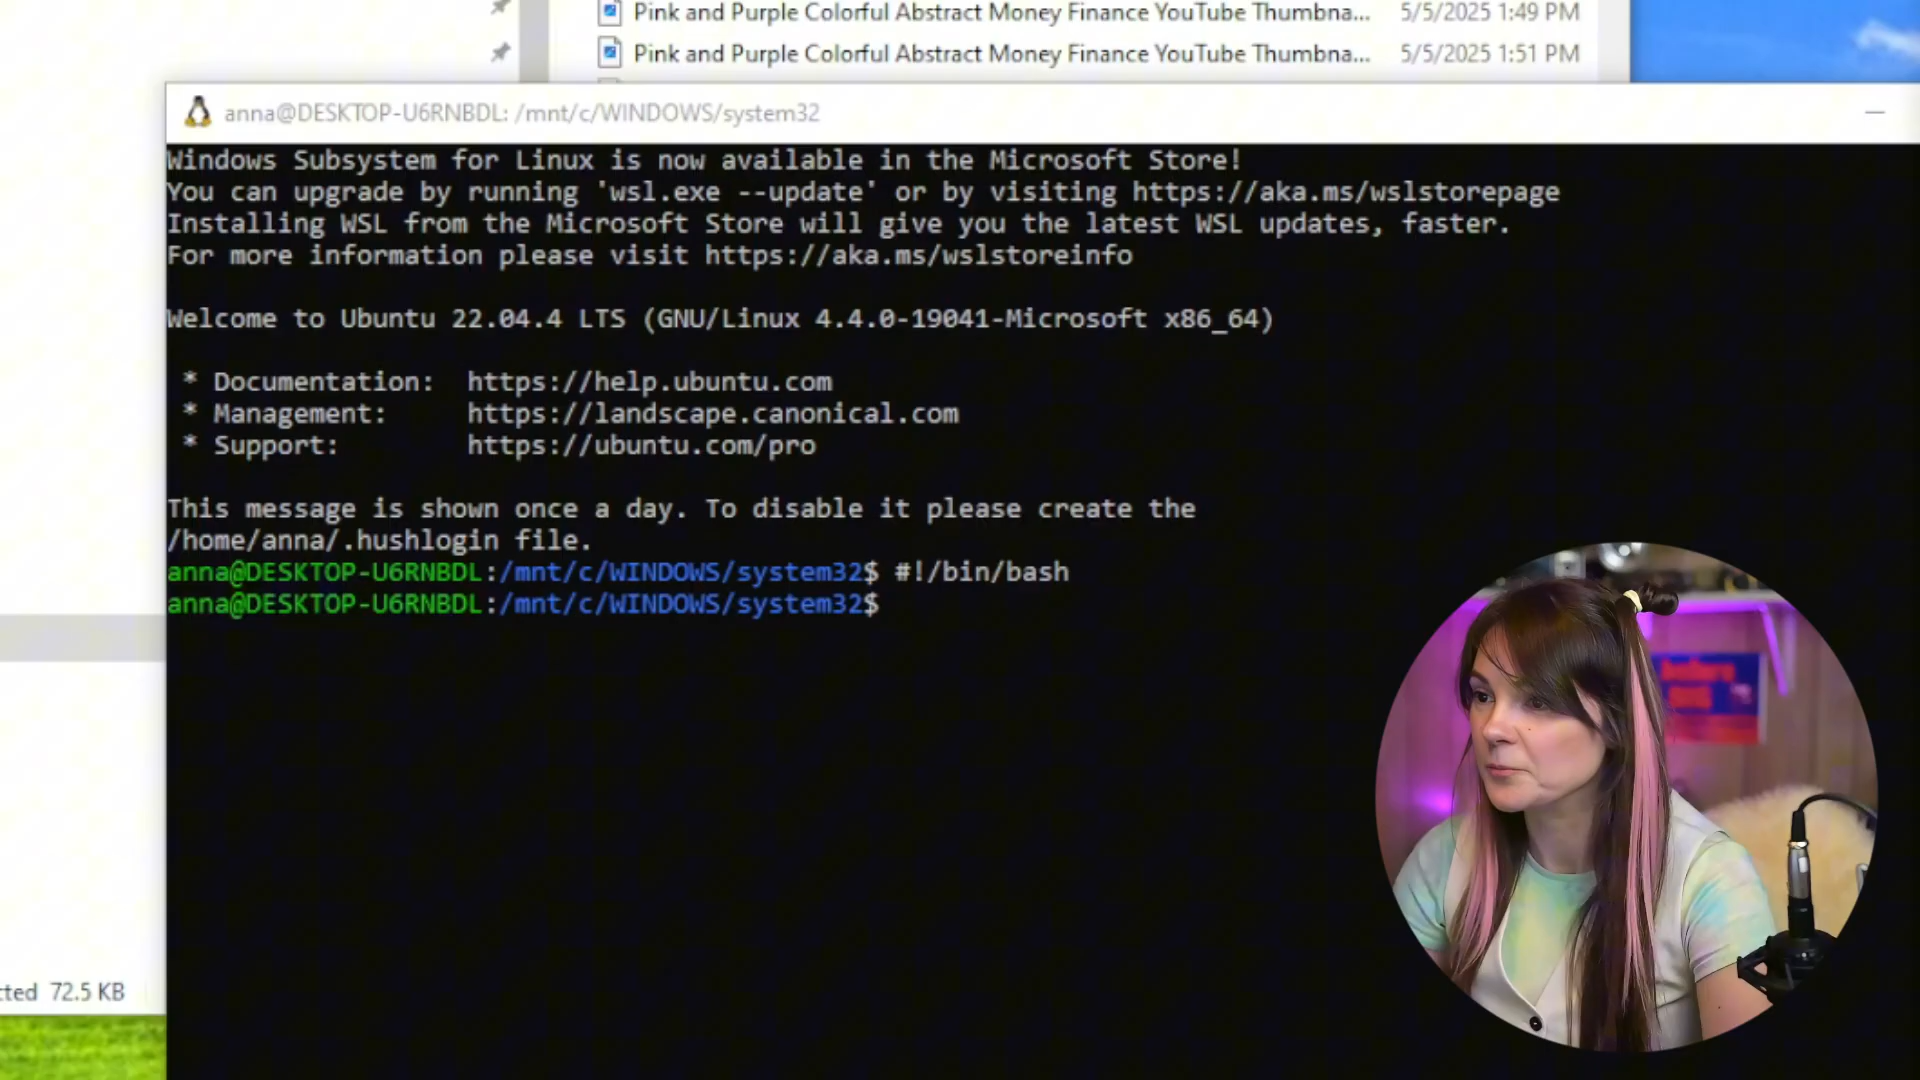 Pink and Purple Colorful Abstract Money Finance YouTube Thumbna... 5/5/2025 1:49 PM
Pink and Purple Colorful Abstract Money Finance YouTube Thumbna... 5/5/2025 1:51 PM
anna@DESKTOP-U6RNBDL: /mnt/c/WINDOWS/system32
Windows Subsystem for Linux is now available in the Microsoft Store!
You can upgrade by running 'wsl.exe --update' or by visiting https://aka.ms/wslstorepage
Installing WSL from the Microsoft Store will give you the latest WSL updates, faster.
For more information please visit https://aka.ms/wslstoreinfo
Welcome to Ubuntu 22.04.4 LTS (GNU/Linux 4.4.0-19041-Microsoft x86_64)
* Documentation: https://help.ubuntu.com
* Management: https://landscape.canonical.com
* Support: https://ubuntu.com/pro
This message is shown once a day. To disable it please create the
/home/anna/.hushlogin file.
anna@DESKTOP-U6RNBDL:/mnt/c/WINDOWS/system32$ #!/bin/bash
anna@DESKTOP-U6RNBDL:/mnt/c/WINDOWS/system32$
72.5 KB